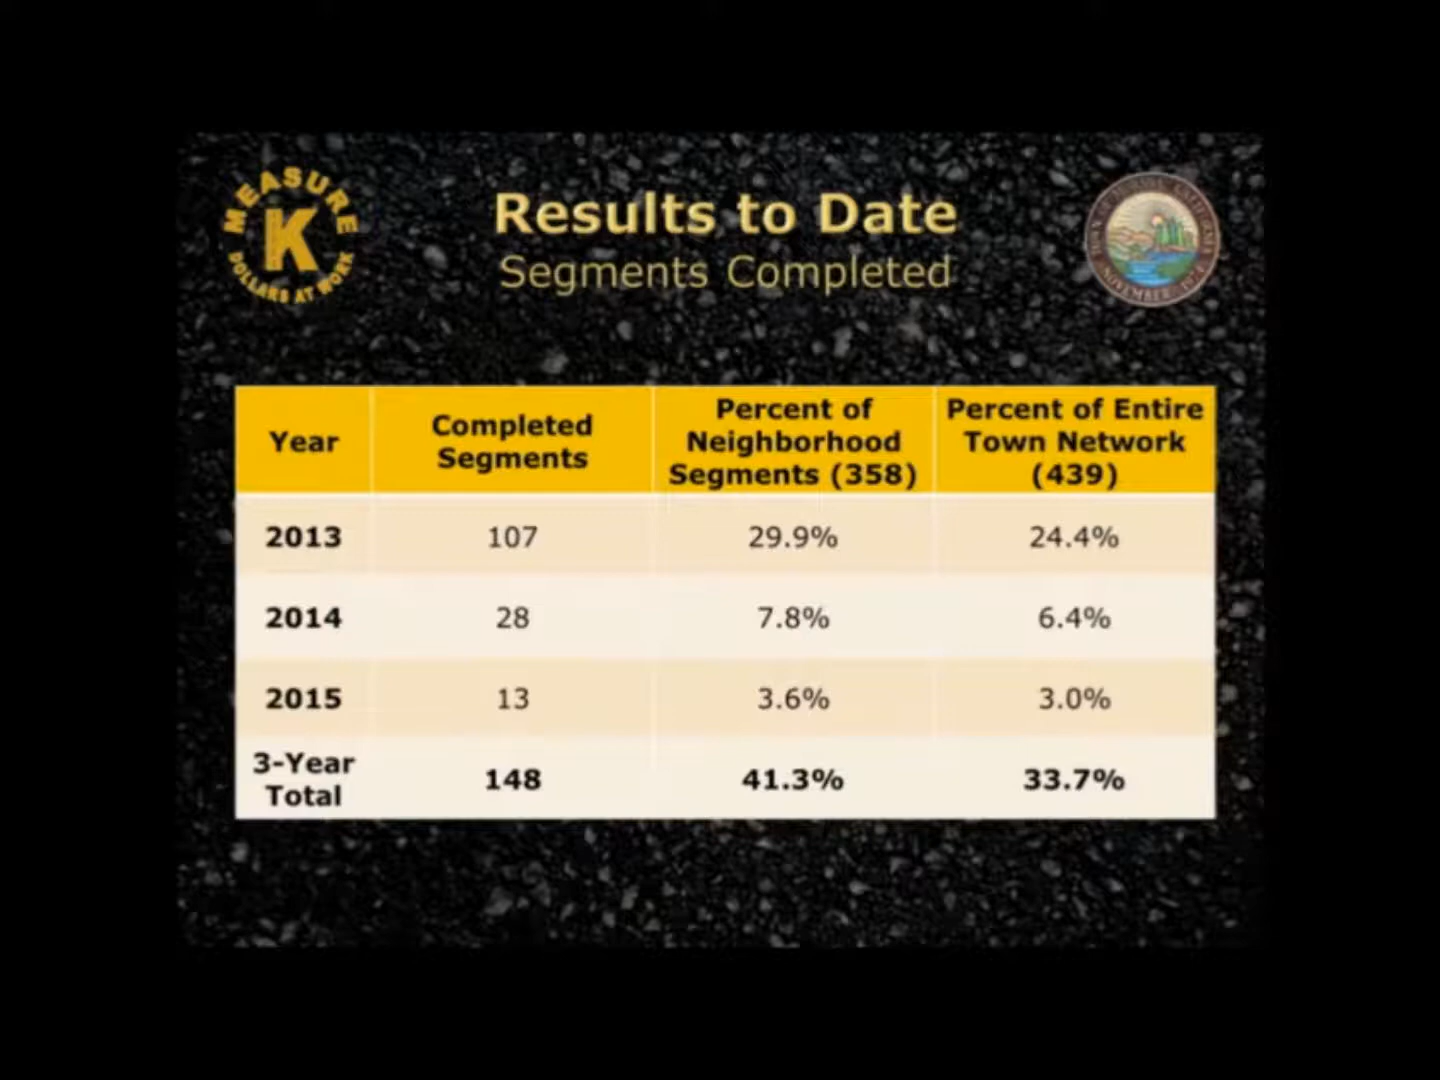 MEASURE
K
DOLLARS AT WORK
Results to Date
Segments Completed
NOVEMBER
Year
Completed
Segments
Percent of
Neighborhood
Segments (358)
Percent of Entire
Town Network
(439)
2013 107 29.9% 24.4%
2014 28 7.8% 6.4%
2015 13 3.6% 3.0%
3-Year
Total
148 41.3% 33.7%